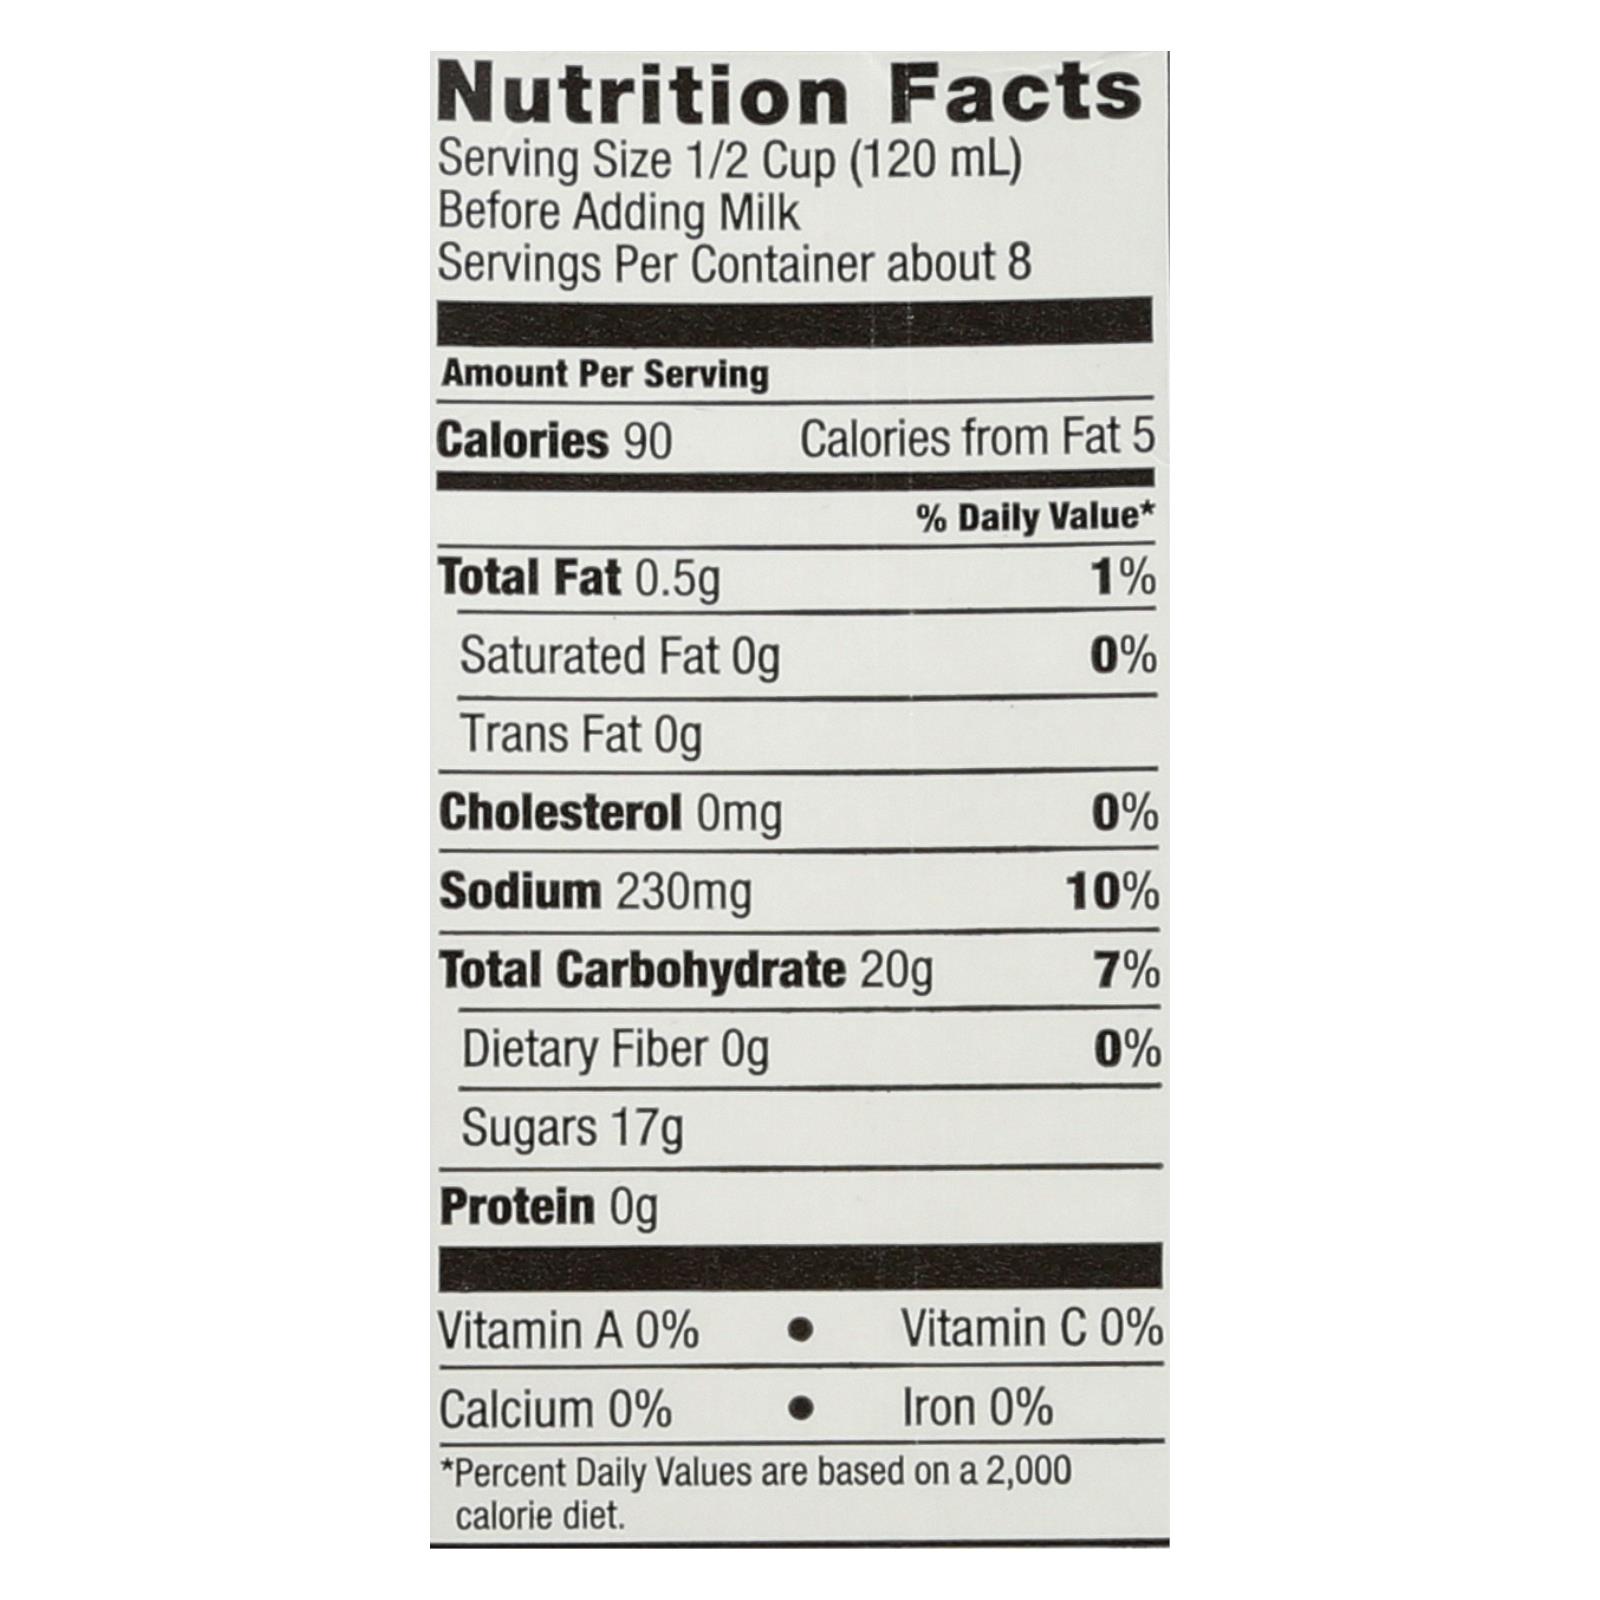 Nutrition Facts
Serving Size 1/2 Cup (120 mL)
Before Adding Milk
Servings Per Container about 8
Amount Per Serving
Calories 90 Calories from Fat 5
% Daily Value*
Total Fat 0.5g 1%
Saturated Fat 0g 0%
Trans Fat 0g
Cholesterol 0mg 0%
Sodium 230mg 10%
Total Carbohydrate 20g 7%
Dietary Fiber 0g 0%
Sugars 17g
Protein 0g
Vitamin A 0% • Vitamin C 0%
Calcium 0% • Iron 0%
*Percent Daily Values are based on a 2,000
calorie diet.